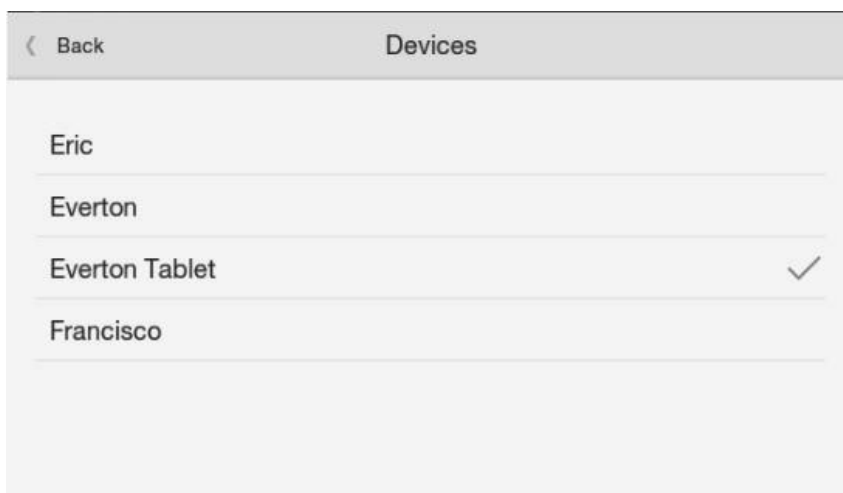 Back Devices
Eric
Everton
Everton Tablet
Francisco